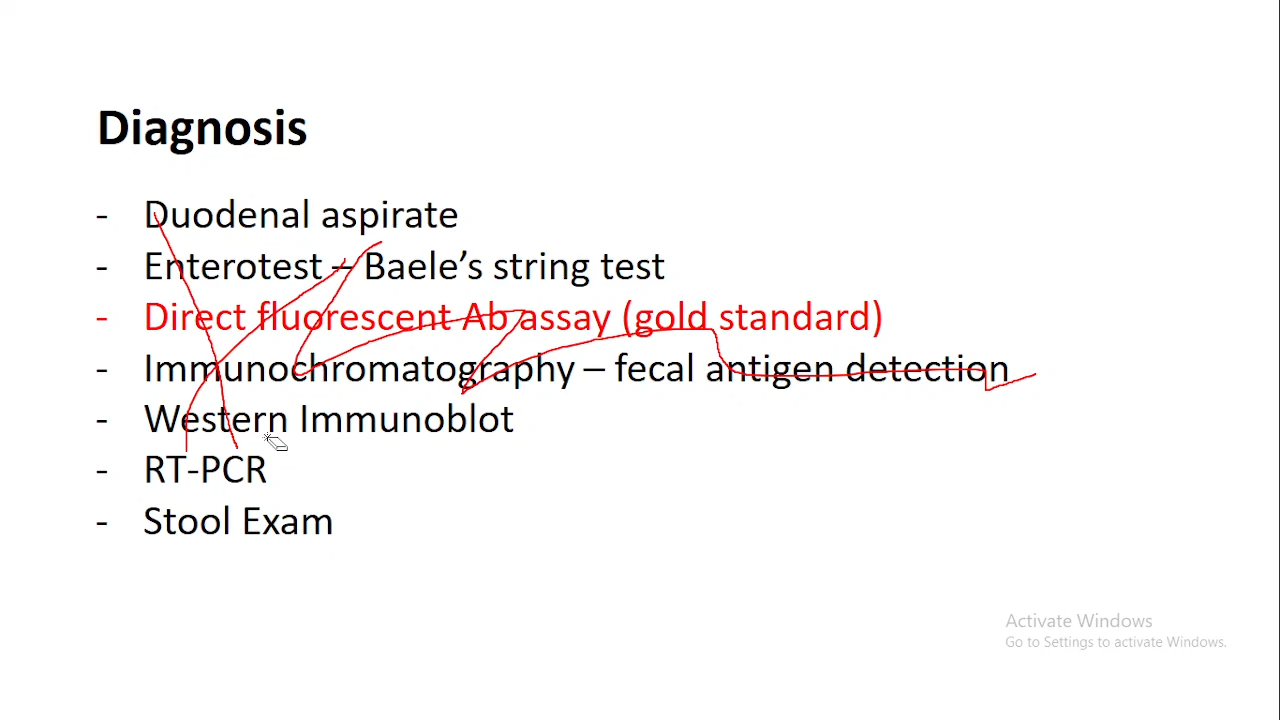 Diagnosis
- Duodenal aspirate
- Enterotest – Baele's string test
- Direct fluorescent Ab assay (gold standard)
- Immunochromatography – fecal antigen detection
- Western Immunoblot
- RT-PCR
- Stool Exam
Activate Windows
Go to Settings to activate Windows.